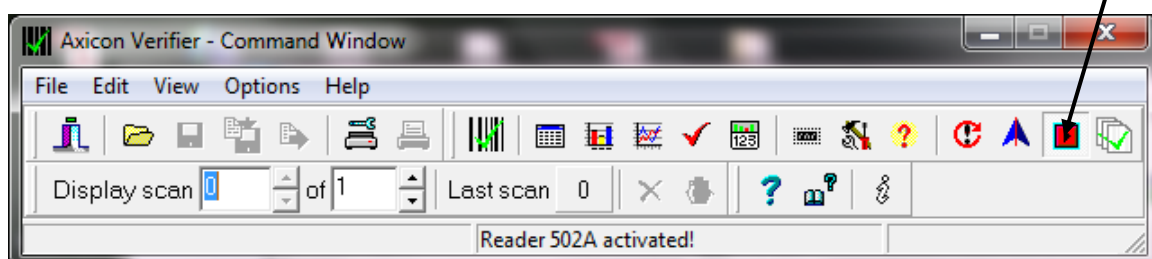 Axicon Verifier - Command Window
File Edit View Options Help
123
Display scan 0 of 1 Last scan 0
Reader 502A activated!